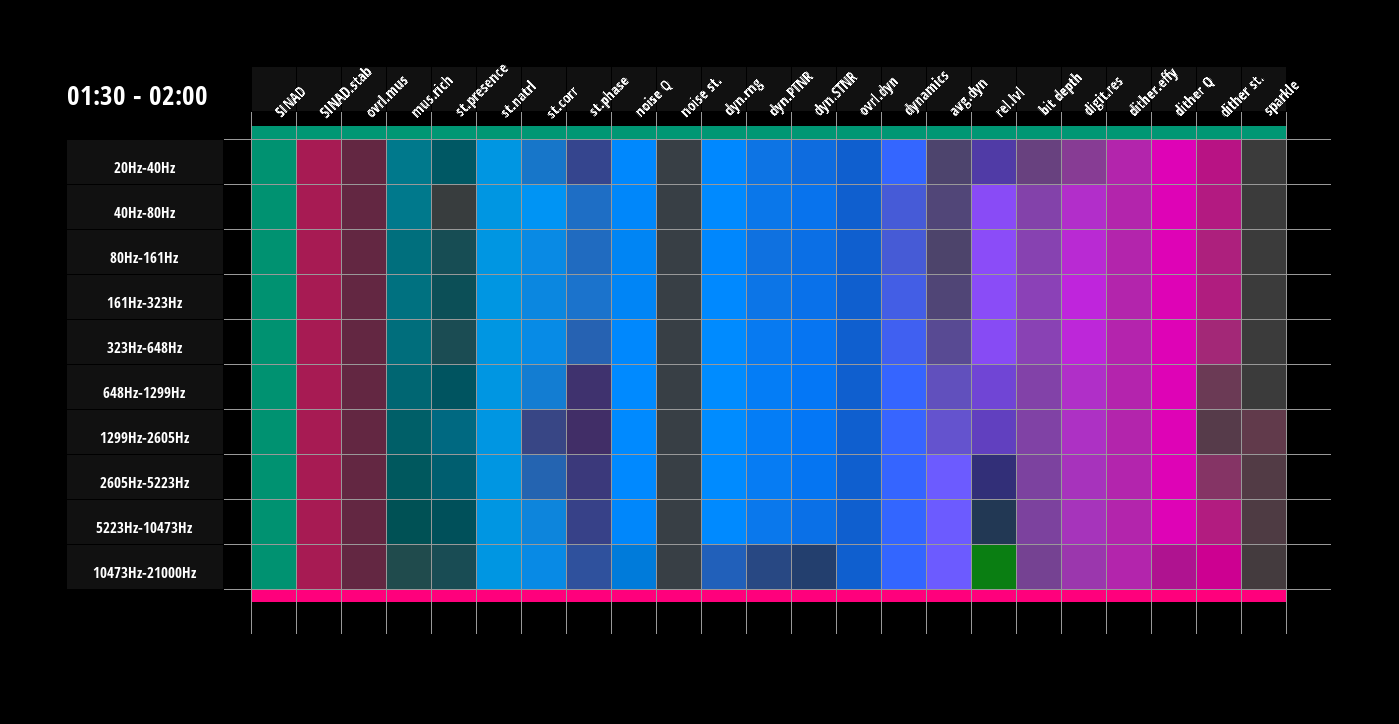 01:30 - 02:00
SINAD
SINAD.stab
ovrl.mus
mus.rich
st.presence
st.natrl
st.corr
st.phase
noise Q
noise st.
dyn.rng
dyn.PTNR
dyn.STNR
ovrl.dyn
dynamics
avg.dyn
rel.lvl
bit depth
digit.res
dither.effy
dither Q
dither st.
sparkle
20Hz-40Hz
40Hz-80Hz
80Hz-161Hz
161Hz-323Hz
323Hz-648Hz
648Hz-1299Hz
1299Hz-2605Hz
2605Hz-5223Hz
5223Hz-10473Hz
10473Hz-21000Hz